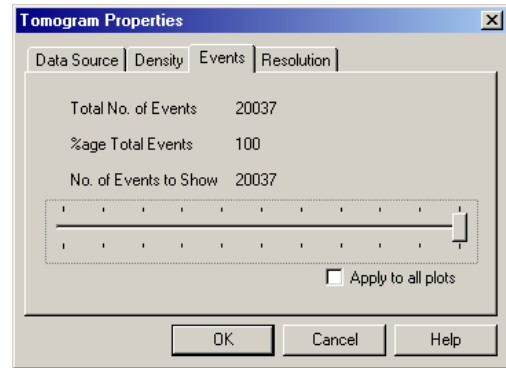 Tomogram Properties
Data Source Density Events Resolution
Total No. of Events 20037
%age Total Events 100
No. of Events to Show 20037
Apply to all plots
OK Cancel Help